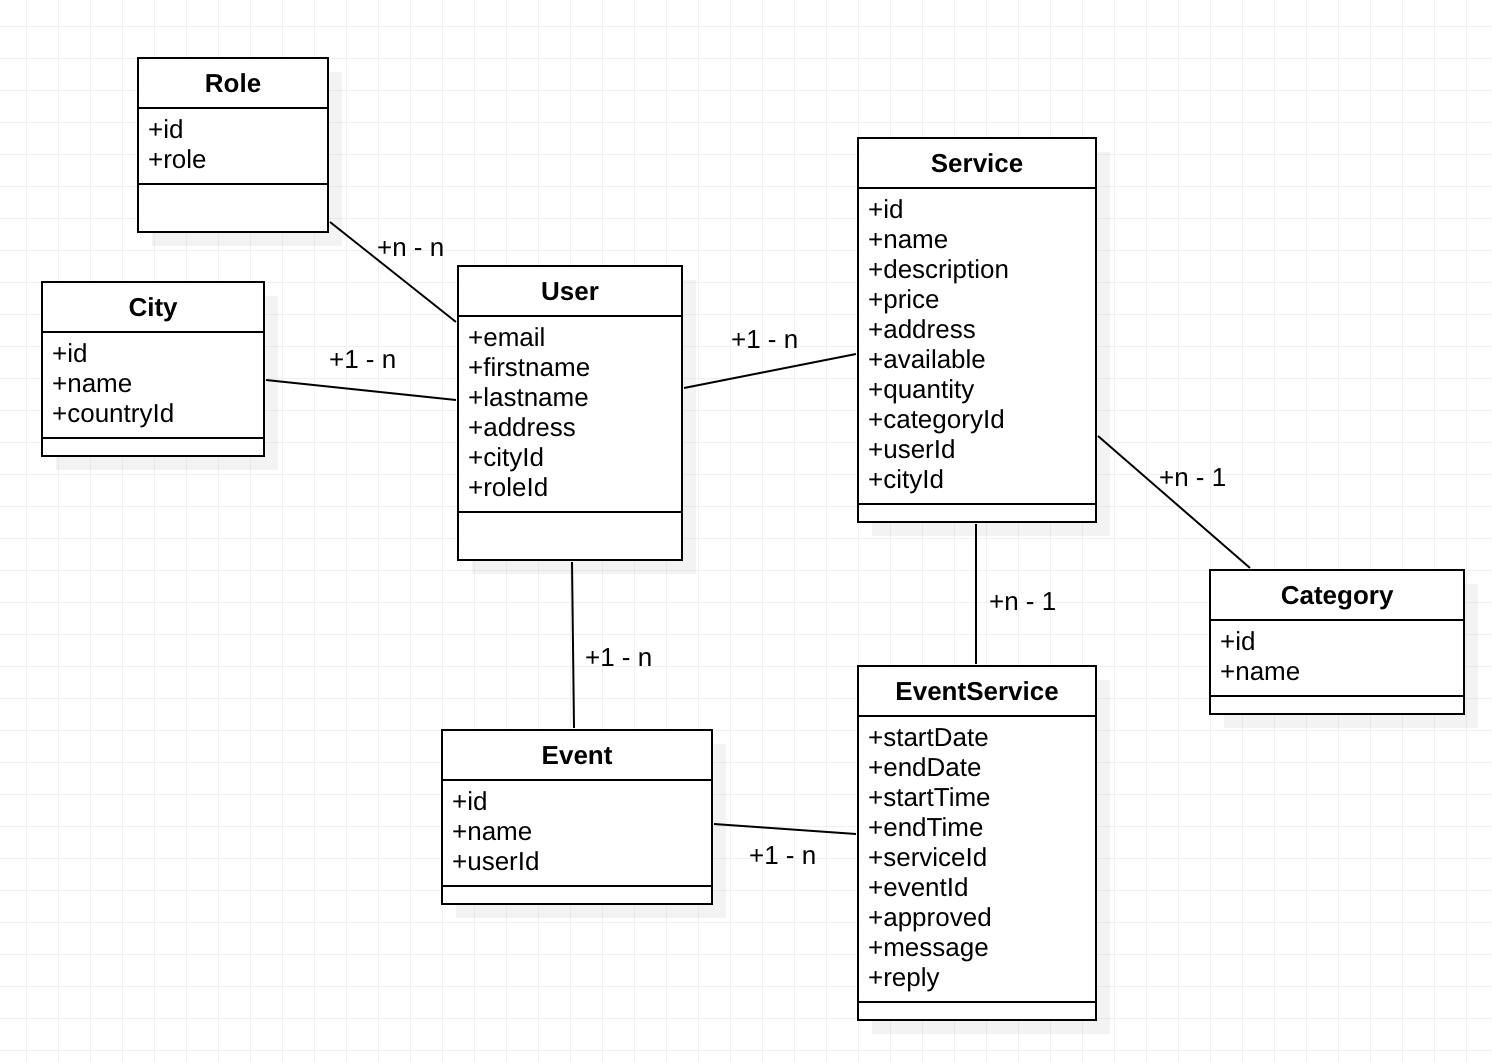 Role
+id
+role
+n - n
City
+id
+name
+countryId
+1 - n
User
+email
+firstname
+lastname
+address
+cityId
+roleId
+1 - n
Service
+id
+name
+description
+price
+address
+available
+quantity
+categoryId
+userId
+cityId
+n - 1
Category
+id
+name
+n - 1
+1 - n
Event
+id
+name
+userId
+1 - n
EventService
+startDate
+endDate
+startTime
+endTime
+serviceId
+eventId
+approved
+message
+reply